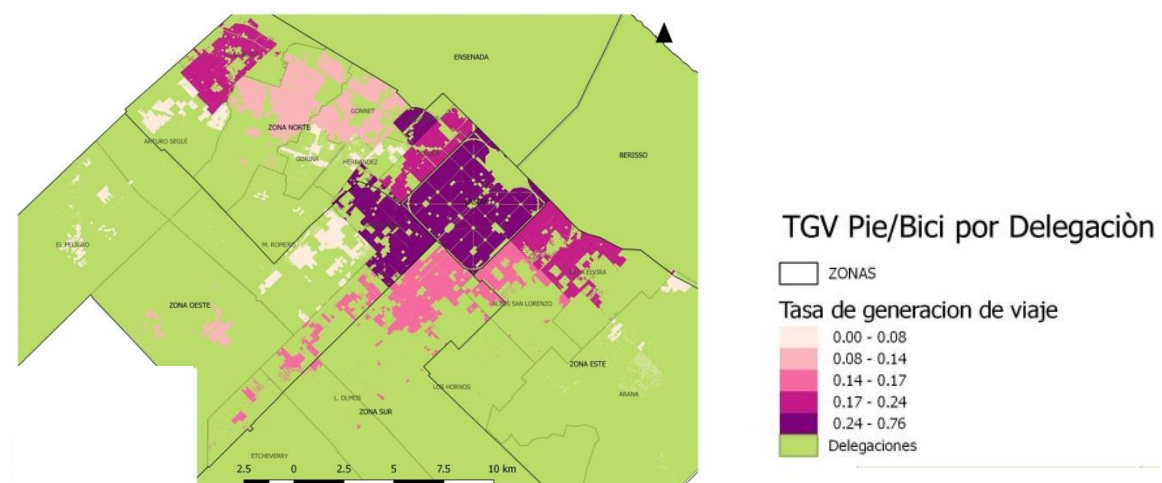 ENSENADA
GONNET
ZONA NORTE
ARTURO SEGUÍ
GORINA
HERNANDEZ
BERISSO
EL PELIGRO
M. ROMERO
ELVIRA
ALTOS SAN LORENZO
ZONA OESTE
ZONA ESTE
LOS HORNOS
ARANA
L. OLMOS
ZONA SUR
ETCHEVERRY
2.5 0 2.5 5 7.5 10 km
TGV Pie/Bici por Delegaciòn
ZONAS
Tasa de generacion de viaje
0.00 - 0.08
0.08 - 0.14
0.14 - 0.17
0.17 - 0.24
0.24 - 0.76
Delegaciones